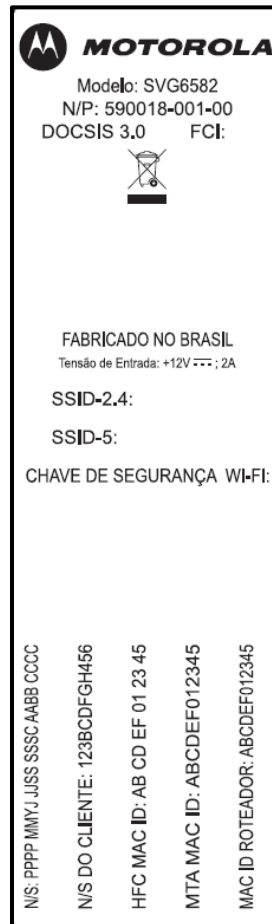 MOTOROLA
Modelo: SVG6582
N/P: 590018-001-00
DOCSIS 3.0 FCI:
FABRICADO NO BRASIL
Tensão de Entrada: +12V ⎓ ; 2A
SSID-2.4:
SSID-5:
CHAVE DE SEGURANÇA WI-FI:
N/S: PPPP MMYJ JJSS SSSC AABB CCCC
N/S DO CLIENTE: 123BCDFGH456
HFC MAC ID: AB CD EF 01 23 45
MTA MAC ID: ABCDEF012345
MAC ID ROTEADOR: ABCDEF012345